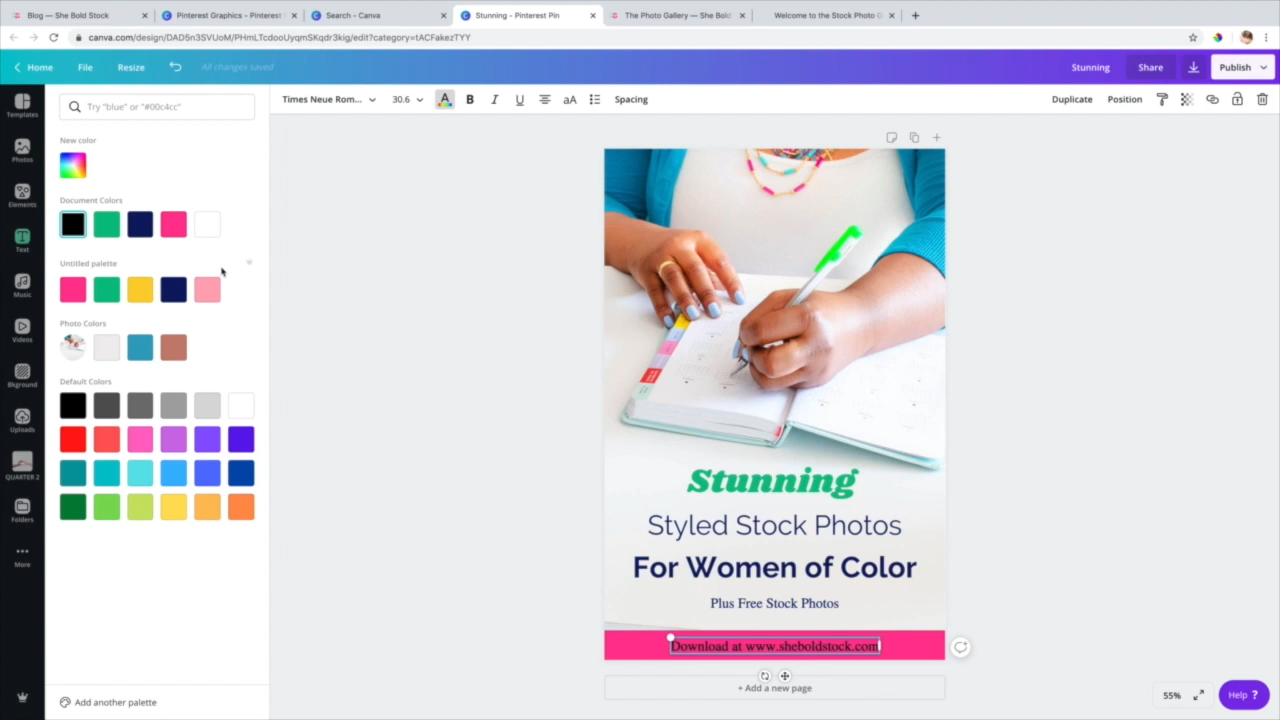 Blog — She Bold Stock
Pinterest Graphics - Pinterest
Search - Canva
Stunning - Pinterest Pin
The Photo Gallery — She Bold
Welcome to the Stock Photo G
canva.com/design/DAD5n3SVUoM/PHmLTcdooUyqmSKqdr3kig/edit?category=tACFakezTYY
Home File Resize All changes saved Stunning Share Publish
Times Neue Rom... 30.6 A B I U aA Spacing Duplicate Position
Try "blue" or "#00c4cc"
Templates
Photos
Elements
Text
Music
Videos
Bkground
Uploads
QUARTER 2
Folders
More
New color
Document Colors
Untitled palette
Photo Colors
Default Colors
Add another palette
Stunning
Styled Stock Photos
For Women of Color
Plus Free Stock Photos
Download at www.sheboldstock.com
+ Add a new page
55%
Help ?